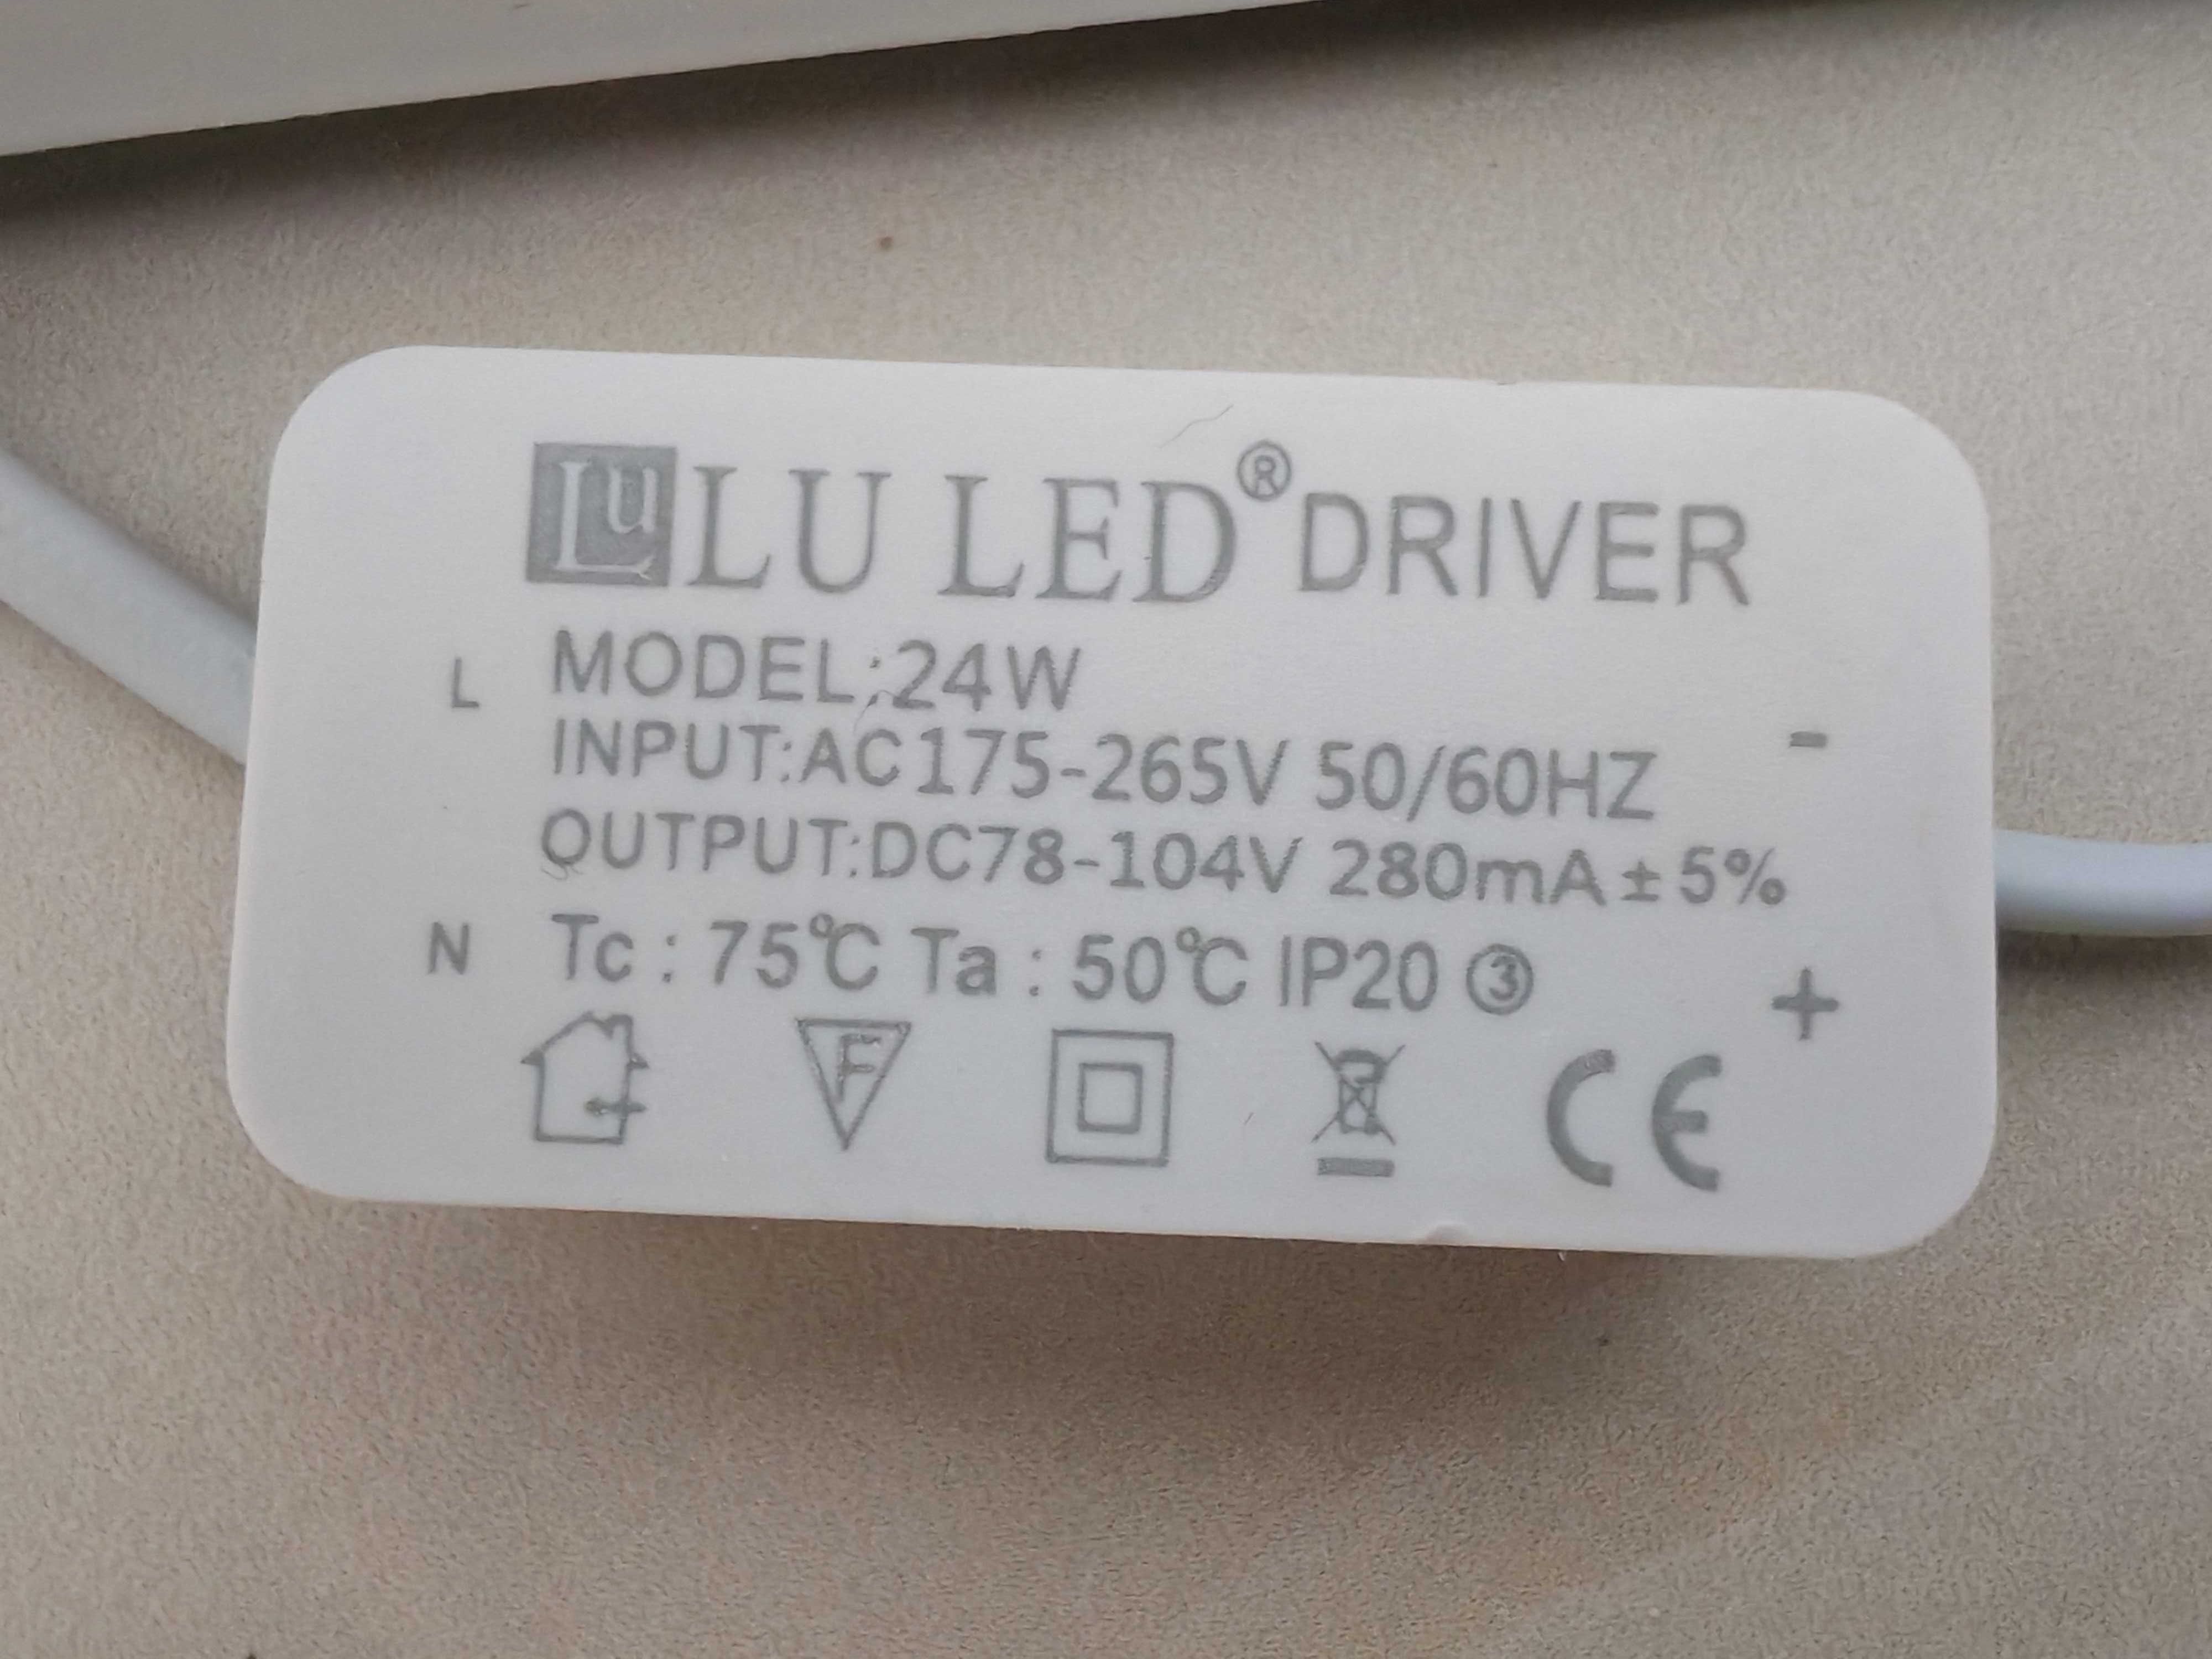 Lu LU LED® DRIVER
L MODEL:24W
INPUT:AC175-265V 50/60HZ -
OUTPUT:DC78-104V 280mA±5%
N Tc : 75℃ Ta : 50℃ IP20 ③ +
F CE